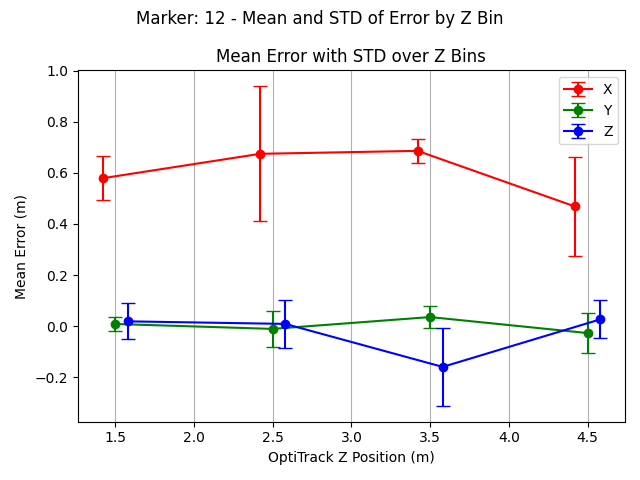 Marker: 12 - Mean and STD of Error by Z Bin
Mean Error with STD over Z Bins
1.0
0.8
0.6
0.4
0.2
0.0
−0.2
Mean Error (m)
X
Y
Z
1.5 2.0 2.5 3.0 3.5 4.0 4.5
OptiTrack Z Position (m)